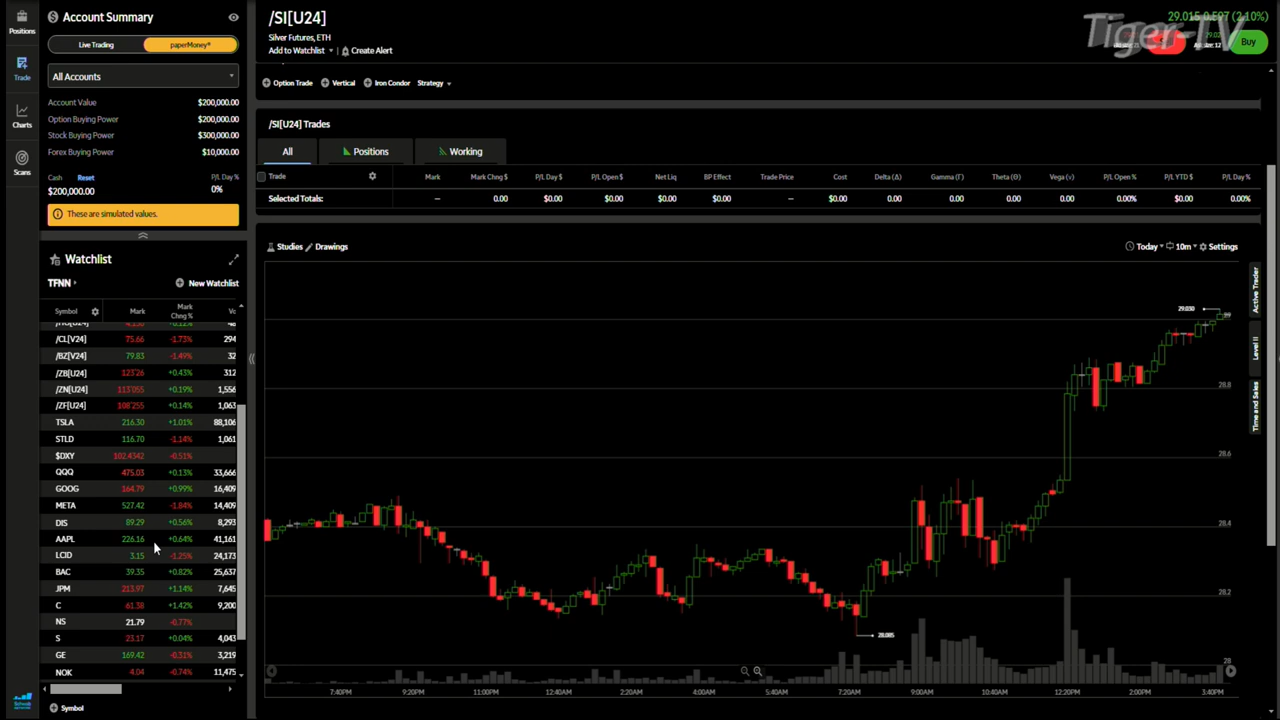 Positions
Trade
Charts
Scans
Account Summary
Live Trading
paperMoney®
All Accounts
Account Value $200,000.00
Option Buying Power $200,000.00
Stock Buying Power $300,000.00
Forex Buying Power $10,000.00
Cash Reset P/L Day %
$200,000.00 0%
These are simulated values.
Watchlist
TFNN New Watchlist
Symbol Mark Mark Chng %
/CL[V24] 75.66 -1.73% 294
/BZ[V24] 79.83 -1.49% 32
/ZB[U24] 123'26 +0.43% 312
/ZN[U24] 113'055 +0.19% 1,556
/ZF[U24] 108'255 +0.14% 1,063
TSLA 216.30 +1.01% 88,106
STLD 116.70 -1.14% 1,061
$DXY 102.4342 -0.51%
QQQ 475.03 +0.13% 33,666
GOOG 164.79 +0.99% 16,409
META 527.42 -1.84% 14,409
DIS 89.29 +0.56% 8,293
AAPL 226.16 +0.64% 41,161
LCID 3.15 -1.25% 24,173
BAC 39.35 +0.82% 25,637
JPM 213.97 +1.14% 7,645
C 61.38 +1.42% 9,200
NS 21.79 -0.77%
S 23.17 +0.04% 4,043
GE 169.42 -0.31% 3,219
NOK 4.04 -0.74% 11,475
Symbol
/SI[U24]
Silver Futures, ETH
Add to Watchlist Create Alert
29.015 0.597 (2.10%)
Tiger-TV
Buy
Option Trade Vertical Iron Condor Strategy
/SI[U24] Trades
All Positions Working
Trade Mark Mark Chng $ P/L Day $ P/L Open $ Net Liq BP Effect Trade Price Cost Delta (Δ) Gamma (Γ) Theta (Θ) Vega (ν) P/L Open % P/L YTD $ P/L Day %
Selected Totals: — 0.00 $0.00 $0.00 $0.00 $0.00 — $0.00 0.00 0.00 0.00 0.00 0.00% $0.00 0.00%
Studies Drawings
Today 10m Settings
Active Trader
Level II
Time and Sales
29.030
28.8
28.6
28.4
28.2
28
28.085
7:40PM 9:20PM 11:00PM 12:40AM 2:20AM 4:00AM 5:40AM 7:20AM 9:00AM 10:40AM 12:20PM 2:00PM 3:40PM